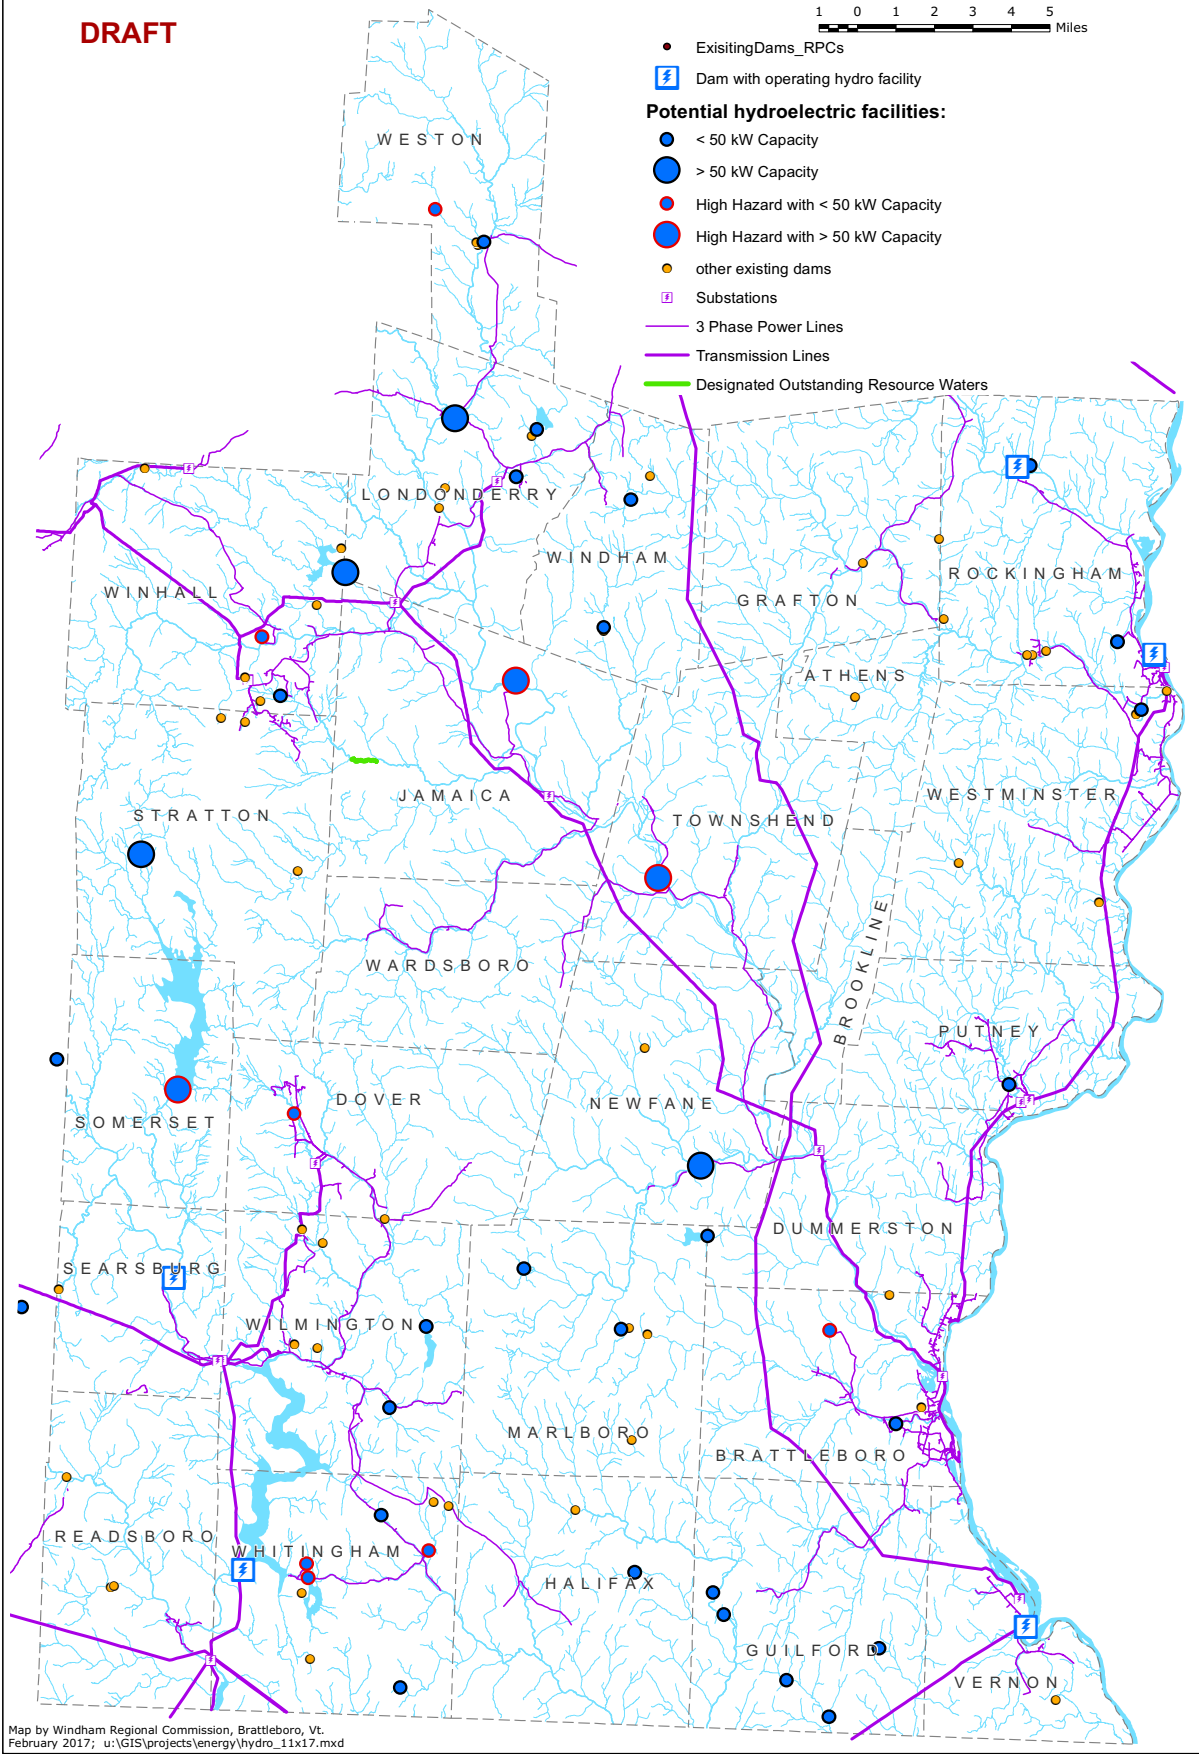 DRAFT
1 0 1 2 3 4 5
Miles
ExisitingDams_RPCs
Dam with operating hydro facility
Potential hydroelectric facilities:
< 50 kW Capacity
> 50 kW Capacity
High Hazard with < 50 kW Capacity
High Hazard with > 50 kW Capacity
other existing dams
Substations
3 Phase Power Lines
Transmission Lines
Designated Outstanding Resource Waters
WESTON
LONDONDERRY
WINDHAM
WINHALL
GRAFTON
ROCKINGHAM
ATHENS
JAMAICA
WESTMINSTER
STRATTON
TOWNSHEND
BROOKLINE
WARDSBORO
PUTNEY
DOVER
NEWFANE
SOMERSET
DUMMERSTON
SEARSBURG
WILMINGTON
MARLBORO
BRATTLEBORO
READSBORO
WHITINGHAM
HALIFAX
GUILFORD
VERNON
Map by Windham Regional Commission, Brattleboro, Vt.
February 2017; u:\GIS\projects\energy\hydro_11x17.mxd